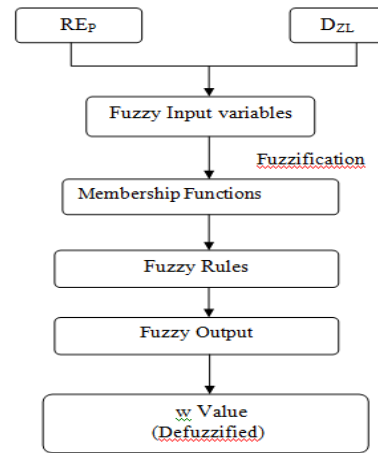 REP
DZL
Fuzzy Input variables
Fuzzification
Membership Functions
Fuzzy Rules
Fuzzy Output
w Value
(Defuzzified)